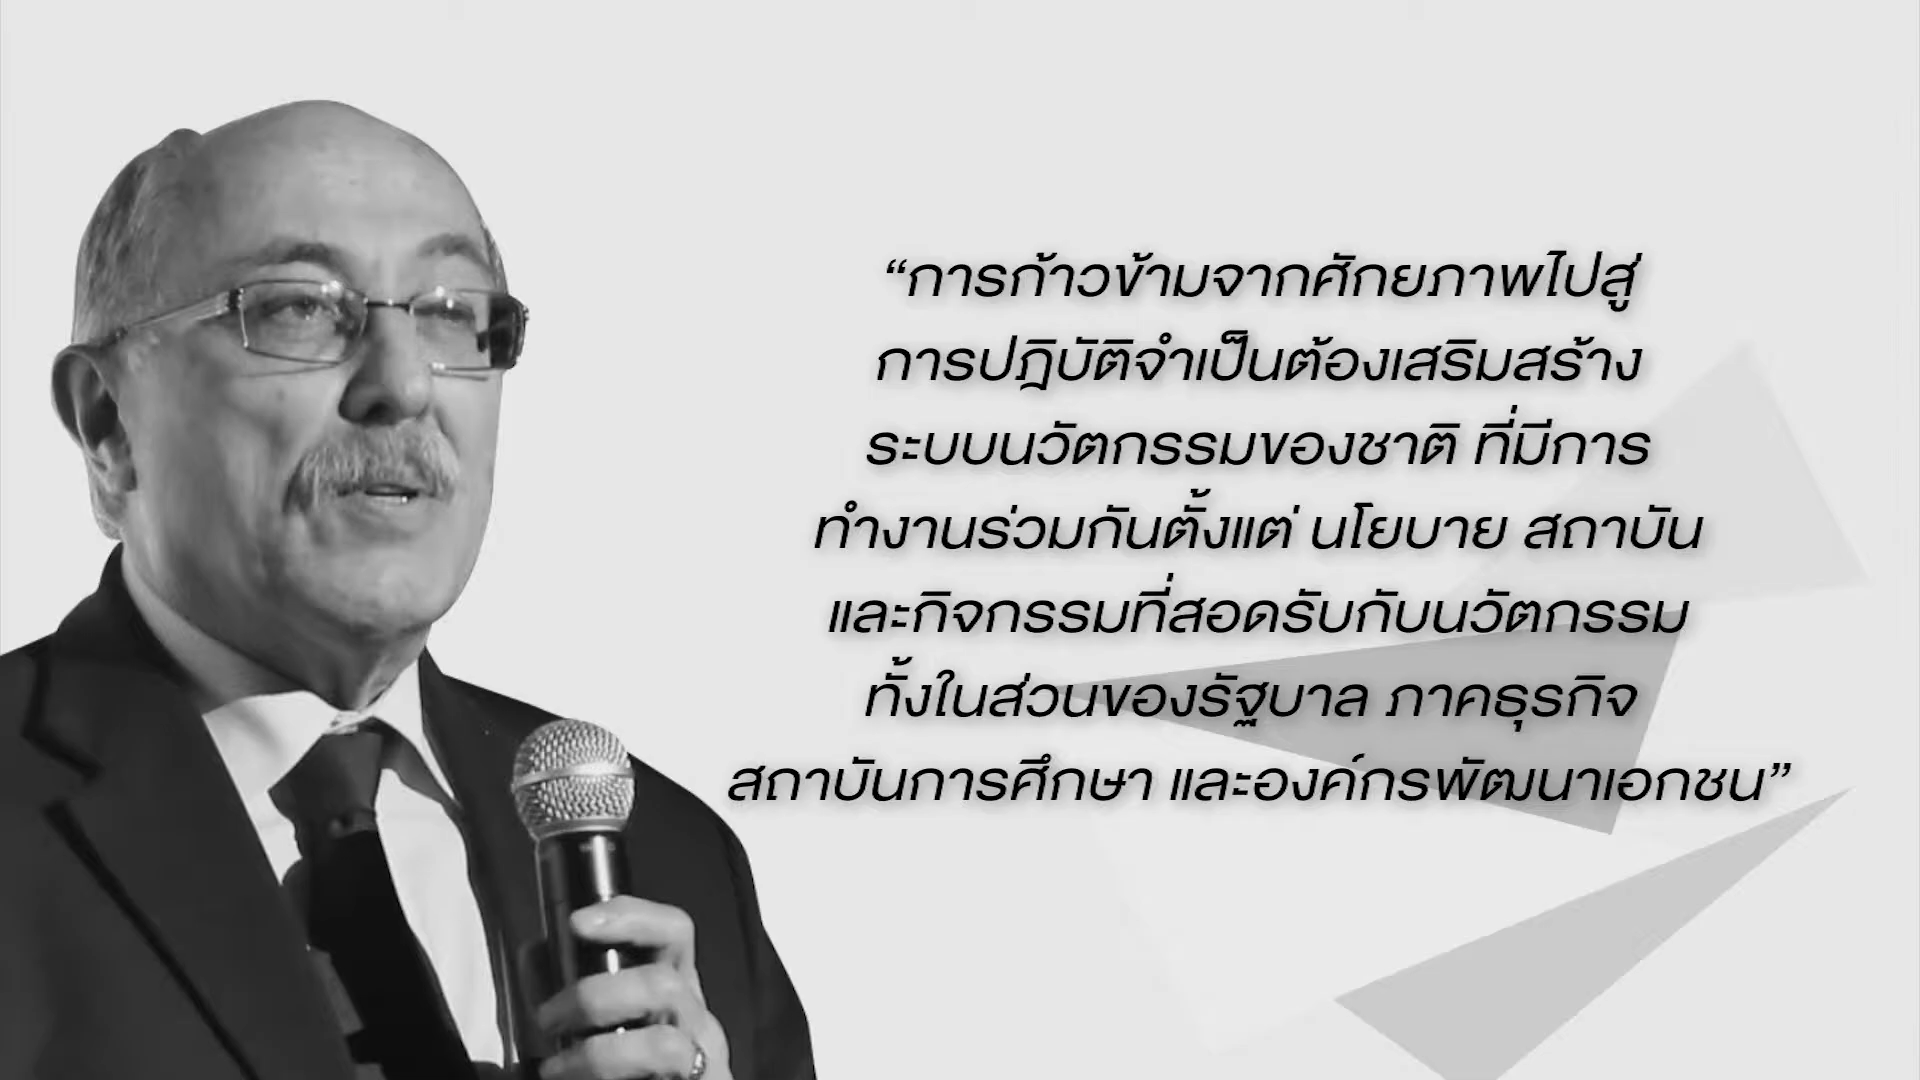 “การก้าวข้ามจากศักยภาพไปสู่
การปฎิบัติจำเป็นต้องเสริมสร้าง
ระบบนวัตกรรมของชาติ ที่มีการ
ทำงานร่วมกันตั้งแต่ นโยบาย สถาบัน
และกิจกรรมที่สอดรับกับนวัตกรรม
ทั้งในส่วนของรัฐบาล ภาคธุรกิจ
สถาบันการศึกษา และองค์กรพัฒนาเอกชน”